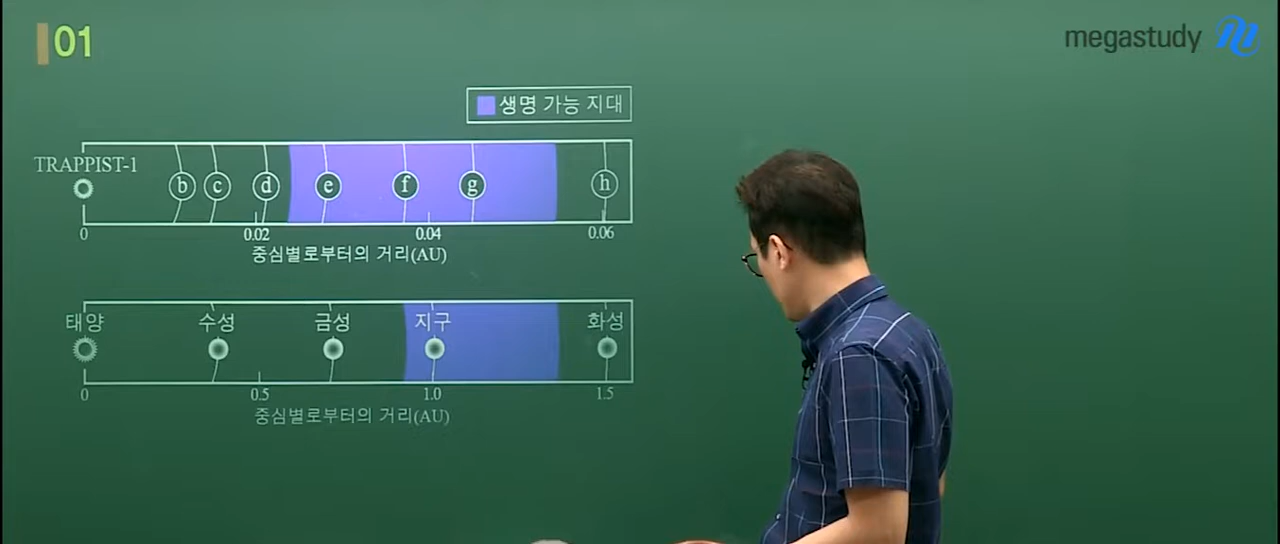 01
megastudy
생명 가능 지대
TRAPPIST-1
b c d e f g h
0 0.02 0.04 0.06
중심별로부터의 거리(AU)
태양 수성 금성 지구 화성
0 0.5 1.0 1.5
중심별로부터의 거리(AU)